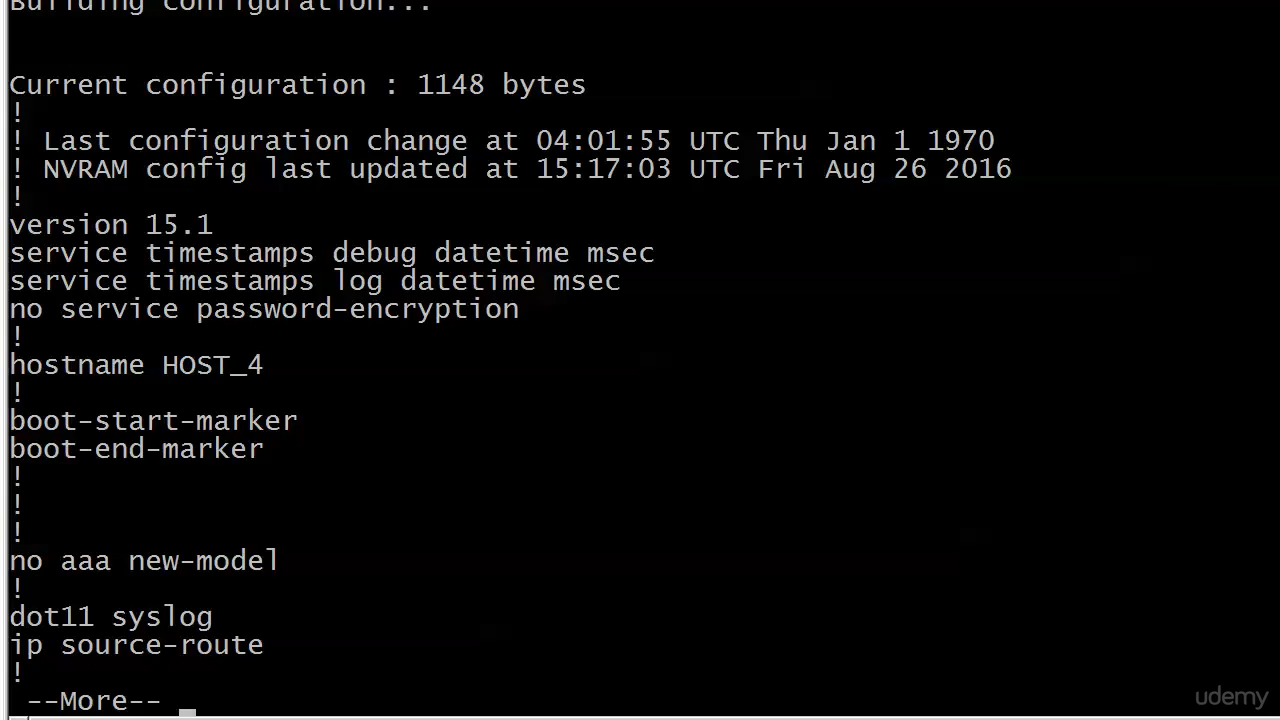 Building configuration...
Current configuration : 1148 bytes
!
! Last configuration change at 04:01:55 UTC Thu Jan 1 1970
! NVRAM config last updated at 15:17:03 UTC Fri Aug 26 2016
!
version 15.1
service timestamps debug datetime msec
service timestamps log datetime msec
no service password-encryption
!
hostname HOST_4
!
boot-start-marker
boot-end-marker
!
!
!
no aaa new-model
!
dot11 syslog
ip source-route
!
--More--
udemy